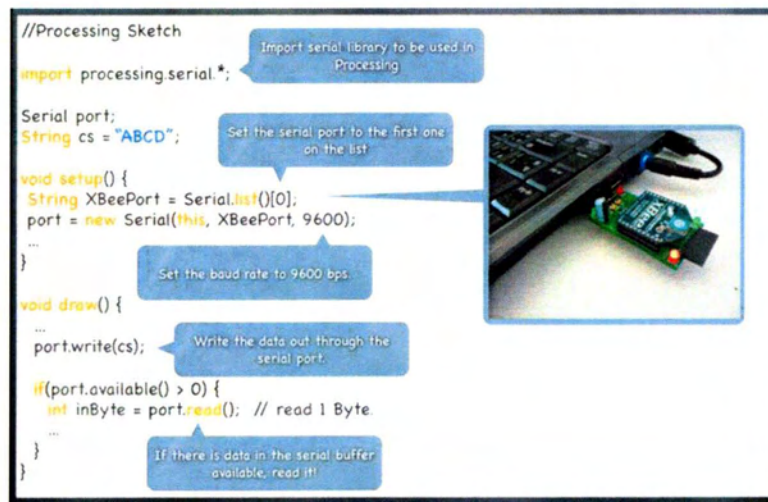 //Processing Sketch
Import serial library to be used in
Processing
import processing.serial.*;
Serial port;
String cs = "ABCD";
Set the serial port to the first one
on the list
void setup() {
String XBeePort = Serial.list()[0];
port = new Serial(this, XBeePort, 9600);
...
}
Set the baud rate to 9600 bps.
void draw() {
...
port.write(cs);
Write the data out through the
serial port.
if(port.available() > 0) {
int inByte = port.read(); // read 1 Byte.
...
}
If there is data in the serial buffer
available, read it!
}
XBee